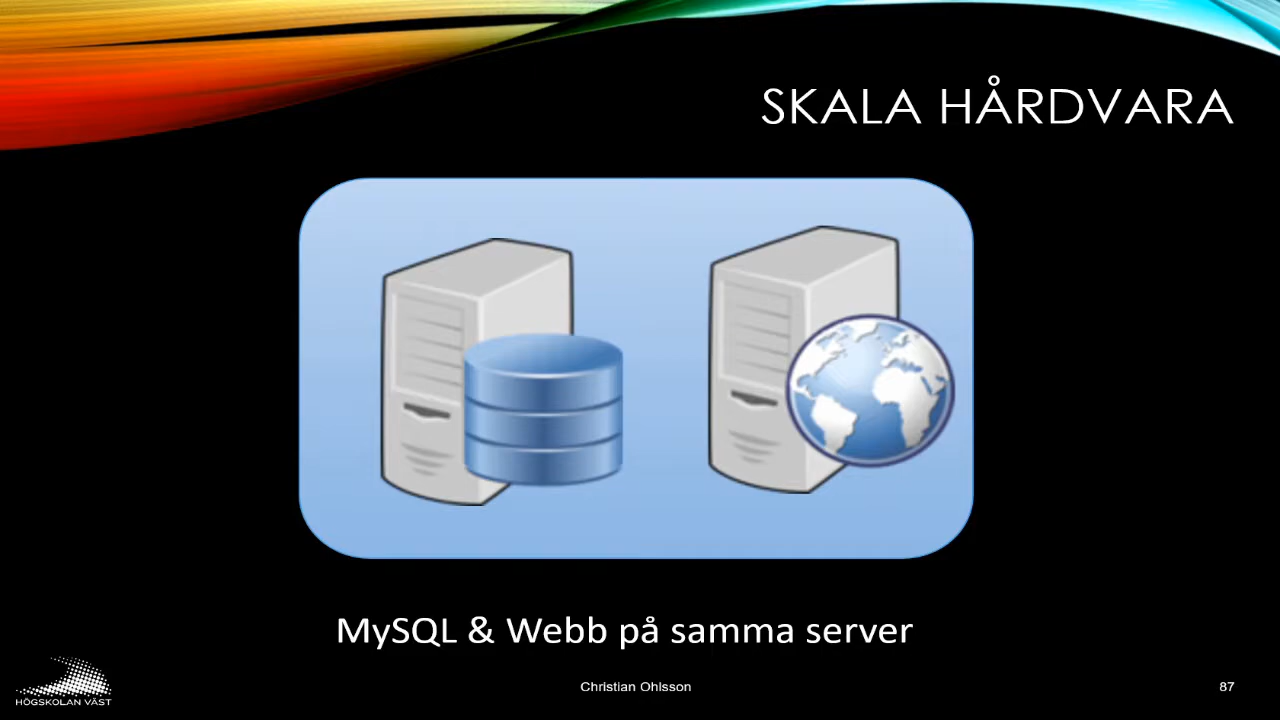 SKALA HÅRDVARA
MySQL & Webb på samma server
HÖGSKOLAN VÄST
Christian Ohlsson
87